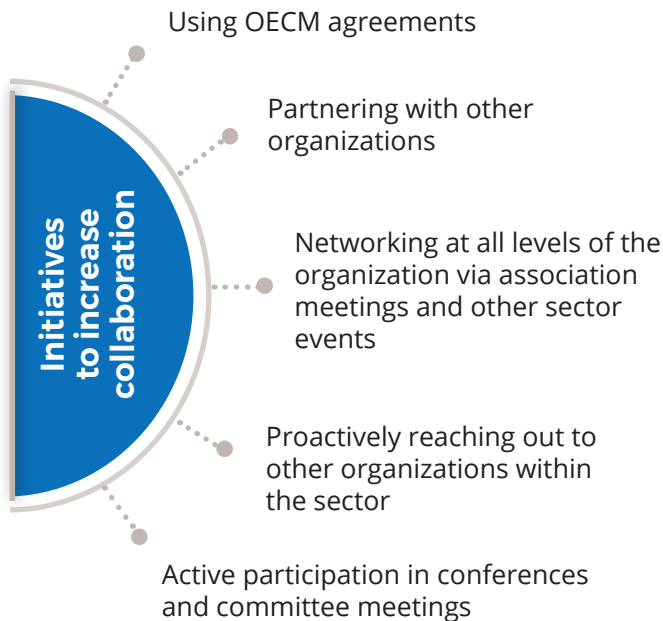 Using OECM agreements
Partnering with other
organizations
Initiatives
to increase
collaboration
Networking at all levels of the
organization via association
meetings and other sector
events
Proactively reaching out to
other organizations within
the sector
Active participation in conferences
and committee meetings